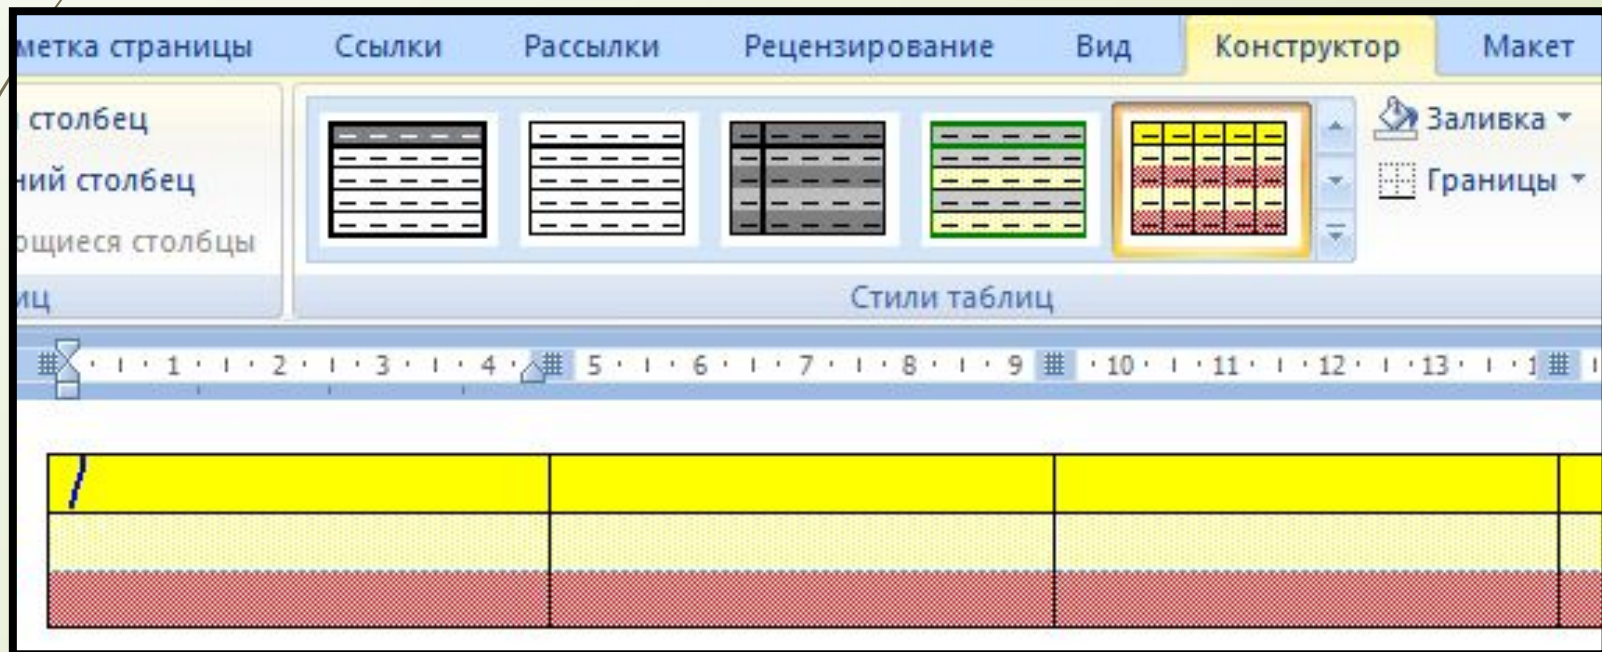 метка страницы Ссылки Рассылки Рецензирование Вид Конструктор Макет
столбец
ний столбец
ющиеся столбцы
Заливка
Границы
иц
Стили таблиц
1 2 3 4 5 6 7 8 9 10 11 12 13 1